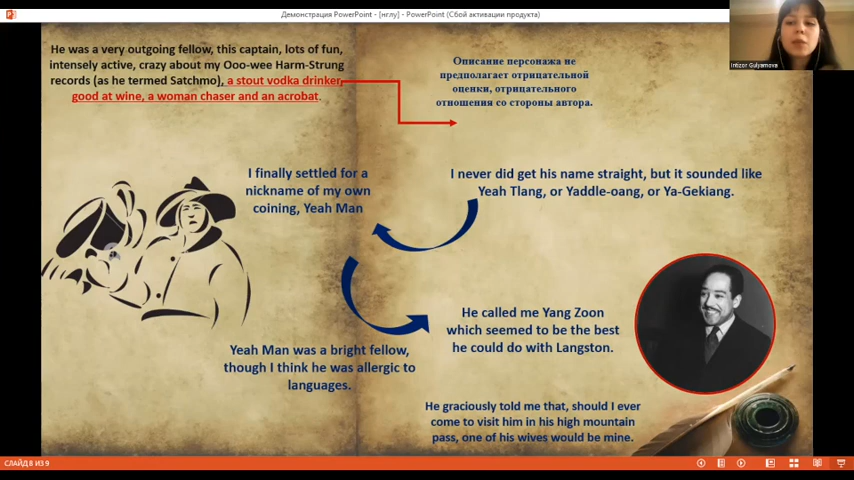 Демонстрация PowerPoint - [нглу] - PowerPoint (Сбой активации продукта)
He was a very outgoing fellow, this captain, lots of fun,
intensely active, crazy about my Ooo-wee Harm-Strung
records (as he termed Satchmo), a stout vodka drinker,
good at wine, a woman chaser and an acrobat.
Описание персонажа не
предполагает отрицательной
оценки, отрицательного
отношения со стороны автора.
I finally settled for a
nickname of my own
coining, Yeah Man
I never did get his name straight, but it sounded like
Yeah Tlang, or Yaddle-oang, or Ya-Gekiang.
He called me Yang Zoon
which seemed to be the best
he could do with Langston.
Yeah Man was a bright fellow,
though I think he was allergic to
languages.
He graciously told me that, should I ever
come to visit him in his high mountain
pass, one of his wives would be mine.
Intizor Gulyamova
СЛАЙД 8 ИЗ 9